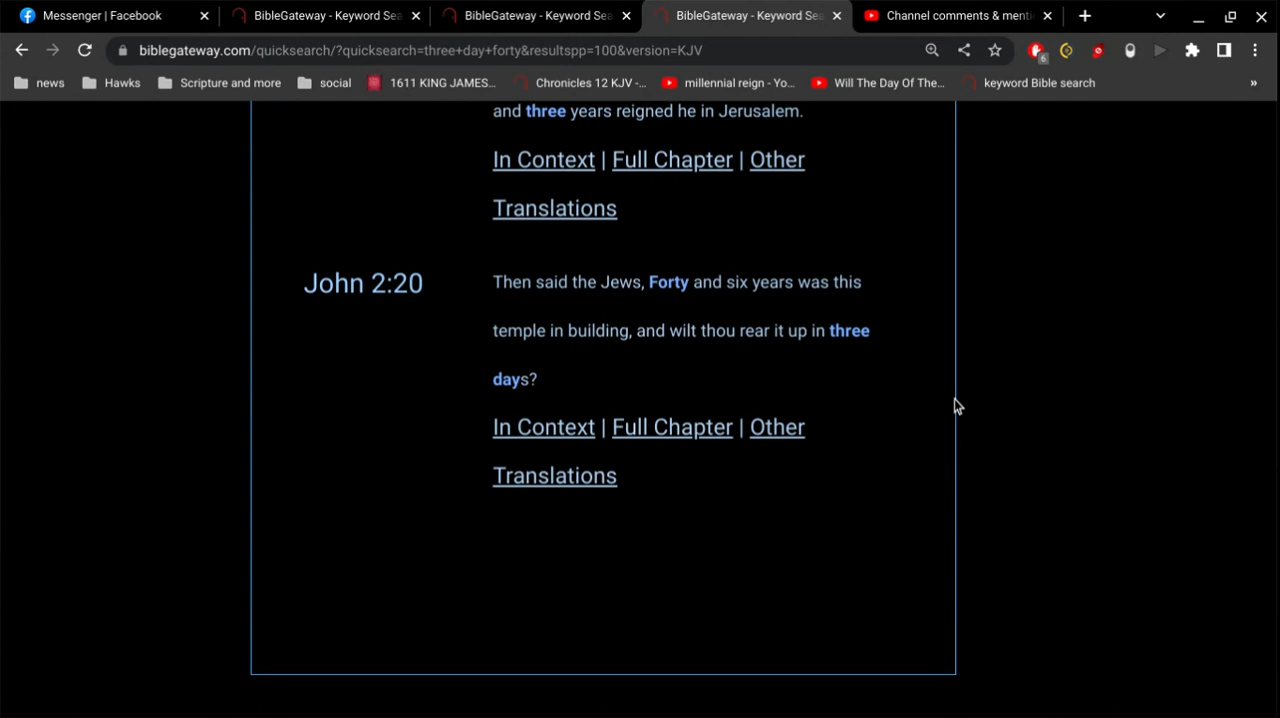 Messenger | Facebook
BibleGateway - Keyword Sea
BibleGateway - Keyword Sea
BibleGateway - Keyword Sea
Channel comments & menti
biblegateway.com/quicksearch/?quicksearch=three+day+forty&resultspp=100&version=KJV
6
news
Hawks
Scripture and more
social
1611 KING JAMES...
Chronicles 12 KJV -...
millennial reign - Yo...
Will The Day Of The...
keyword Bible search
»
and three years reigned he in Jerusalem.
In Context | Full Chapter | Other
Translations
John 2:20
Then said the Jews, Forty and six years was this
temple in building, and wilt thou rear it up in three
days?
In Context | Full Chapter | Other
Translations